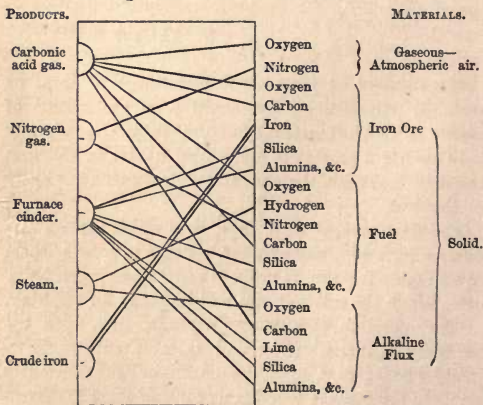 PRODUCTS.
MATERIALS.
Carbonic
acid gas.
Nitrogen
gas.
Furnace
cinder.
Steam.
Crude iron
Oxygen
Nitrogen
Oxygen
Carbon
Iron
Silica
Alumina, &c.
Oxygen
Hydrogen
Nitrogen
Carbon
Silica
Alumina, &c.
Oxygen
Carbon
Lime
Silica
Alumina, &c.
Gaseous—
Atmospheric air.
Iron Ore
Fuel
Alkaline
Flux
Solid.